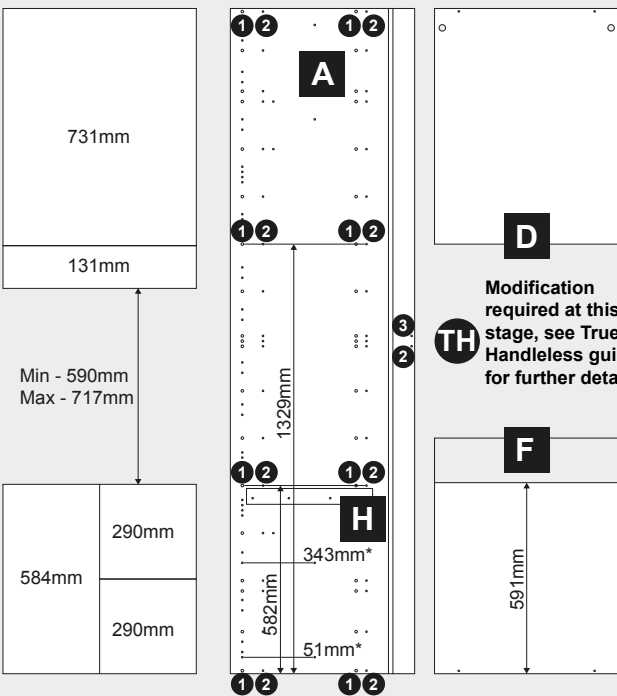 731mm
131mm
Min - 590mm
Max - 717mm
584mm
290mm
290mm
1 2 1 2
A
1 2 1 2
3
2
1329mm
1 2 1 2
H
343mm*
582mm
51mm*
1 2 1 2
D
TH
Modification
required at this
stage, see True
Handleless gui
for further deta
F
591mm